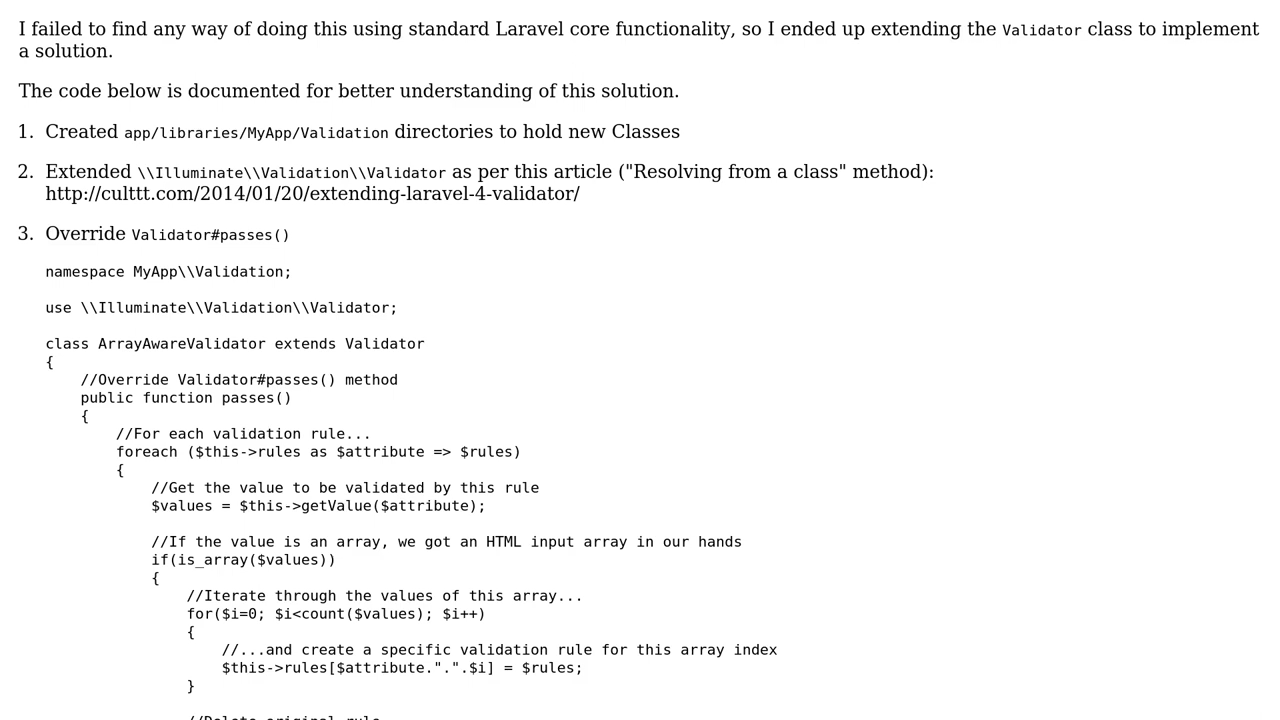 I failed to find any way of doing this using standard Laravel core functionality, so I ended up extending the Validator class to implement
a solution.
The code below is documented for better understanding of this solution.
1. Created app/libraries/MyApp/Validation directories to hold new Classes
2. Extended \\Illuminate\\Validation\\Validator as per this article ("Resolving from a class" method):
http://culttt.com/2014/01/20/extending-laravel-4-validator/
3. Override Validator#passes()
namespace MyApp\\Validation;
use \\Illuminate\\Validation\\Validator;
class ArrayAwareValidator extends Validator
{
//Override Validator#passes() method
public function passes()
{
//For each validation rule...
foreach ($this->rules as $attribute => $rules)
{
//Get the value to be validated by this rule
$values = $this->getValue($attribute);
//If the value is an array, we got an HTML input array in our hands
if(is_array($values))
{
//Iterate through the values of this array...
for($i=0; $i<count($values); $i++)
{
//...and create a specific validation rule for this array index
$this->rules[$attribute.".".$i] = $rules;
}
//Delete original rule